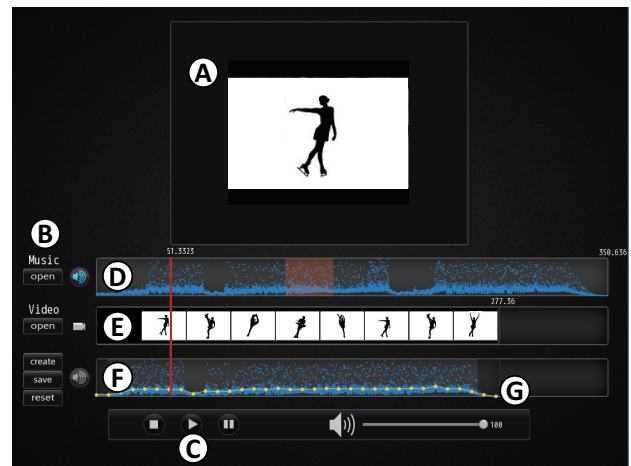 A
B
51.3323
350.636
Music
open
D
277.36
Video
open
E
create
save
reset
F
G
100
C